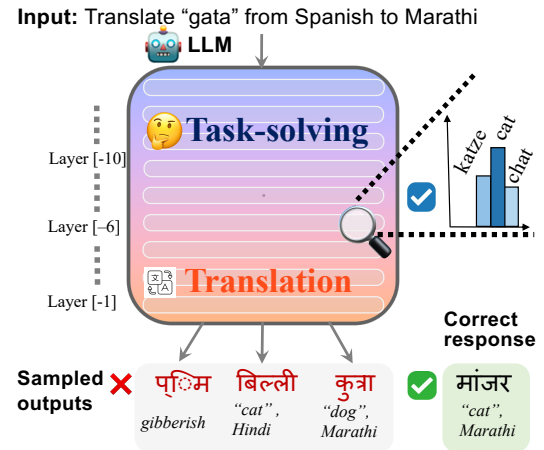 Input: Translate “gata” from Spanish to Marathi
LLM
Task-solving
Layer [-10]
Layer [–6]
Layer [-1]
katze
cat
chat
文
A
Translation
Correct
response
Sampled
outputs
प्िम
बिल्ली
कुत्रा
मांजर
gibberish
“cat” ,
Hindi
“dog”,
Marathi
“cat”,
Marathi